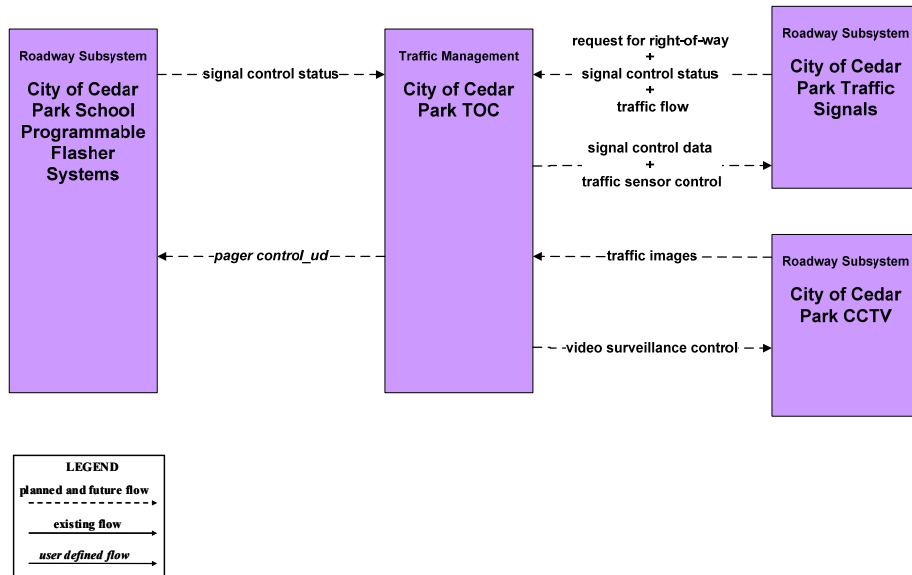 Roadway Subsystem
City of Cedar
Park School
Programmable
Flasher
Systems
signal control status
pager control_ud
Traffic Management
City of Cedar
Park TOC
request for right-of-way
+
signal control status
+
traffic flow
signal control data
+
traffic sensor control
traffic images
video surveillance control
Roadway Subsystem
City of Cedar
Park Traffic
Signals
Roadway Subsystem
City of Cedar
Park CCTV
LEGEND
planned and future flow
existing flow
user defined flow